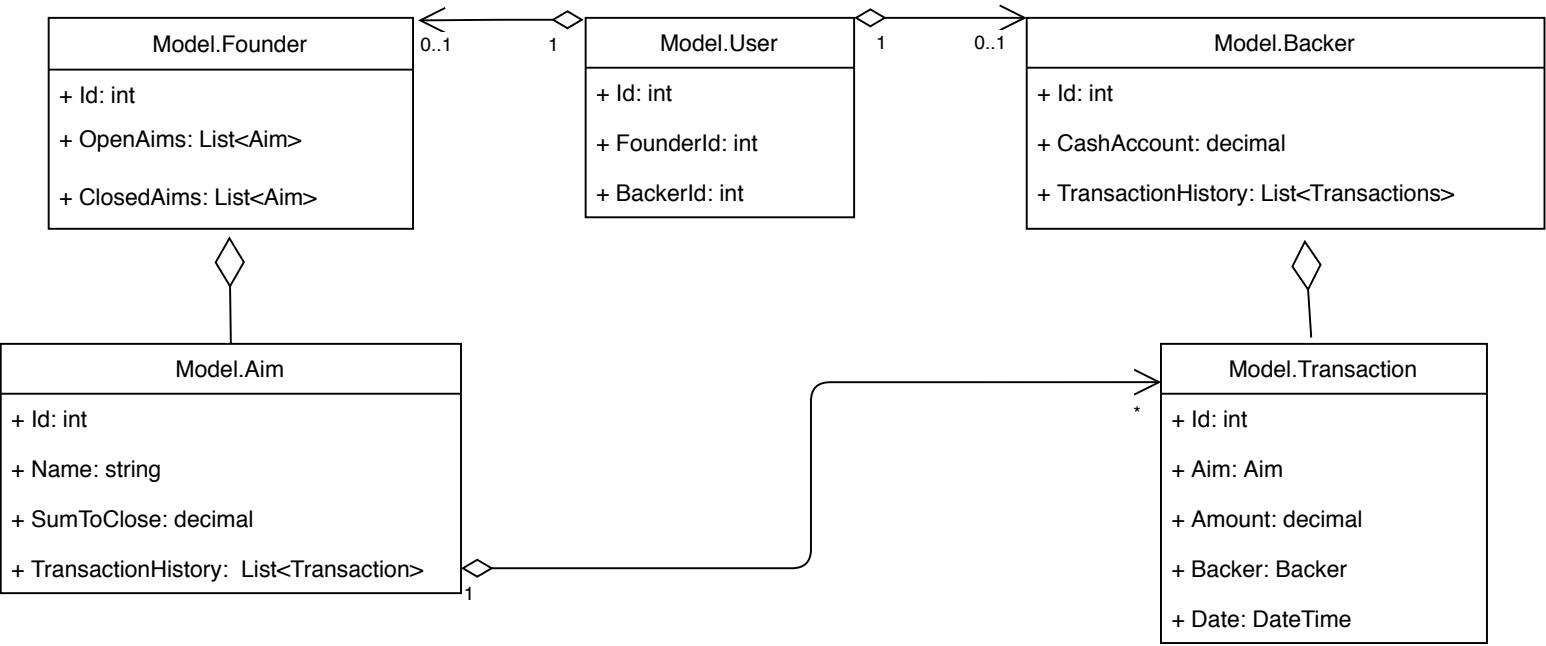 Model.Founder
+ Id: int
+ OpenAims: List<Aim>
+ ClosedAims: List<Aim>
0..1
1
Model.User
+ Id: int
+ FounderId: int
+ BackerId: int
1
0..1
Model.Backer
+ Id: int
+ CashAccount: decimal
+ TransactionHistory: List<Transactions>
Model.Aim
+ Id: int
+ Name: string
+ SumToClose: decimal
+ TransactionHistory:  List<Transaction>
1
*
Model.Transaction
+ Id: int
+ Aim: Aim
+ Amount: decimal
+ Backer: Backer
+ Date: DateTime